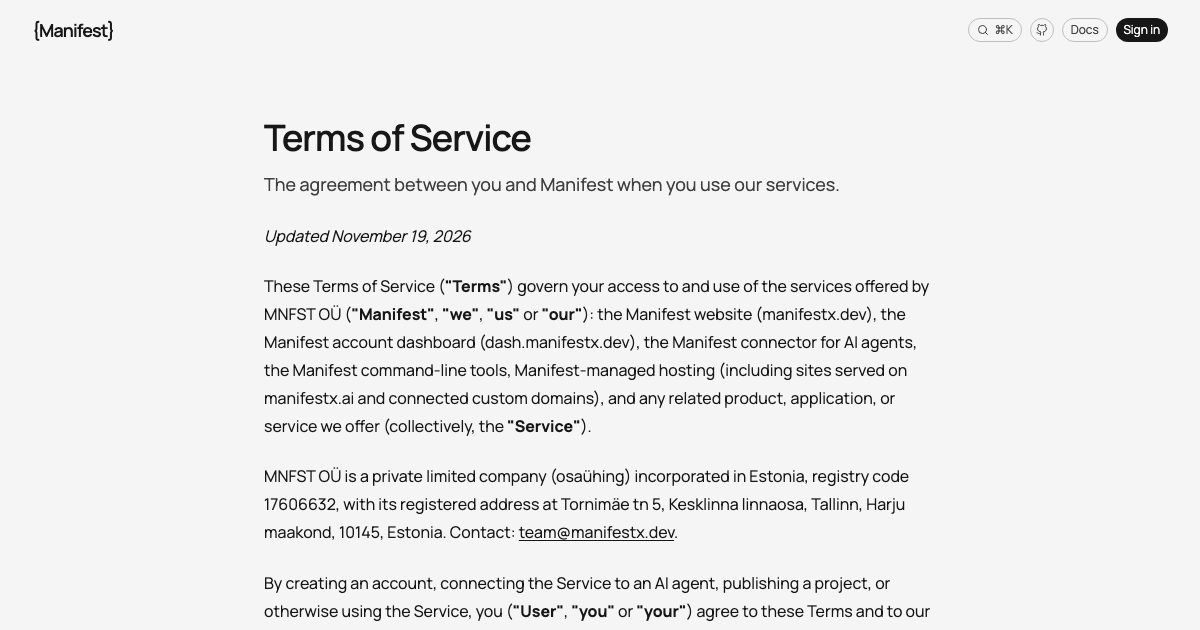 {Manifest}
⌘K
Docs
Sign in
Terms of Service
The agreement between you and Manifest when you use our services.
Updated November 19, 2026
These Terms of Service ("Terms") govern your access to and use of the services offered by
MNFST OÜ ("Manifest", "we", "us" or "our"): the Manifest website (manifestx.dev), the
Manifest account dashboard (dash.manifestx.dev), the Manifest connector for AI agents,
the Manifest command-line tools, Manifest-managed hosting (including sites served on
manifestx.ai and connected custom domains), and any related product, application, or
service we offer (collectively, the "Service").
MNFST OÜ is a private limited company (osaühing) incorporated in Estonia, registry code
17606632, with its registered address at Tornimäe tn 5, Kesklinna linnaosa, Tallinn, Harju
maakond, 10145, Estonia. Contact: team@manifestx.dev.
By creating an account, connecting the Service to an AI agent, publishing a project, or
otherwise using the Service, you ("User", "you" or "your") agree to these Terms and to our